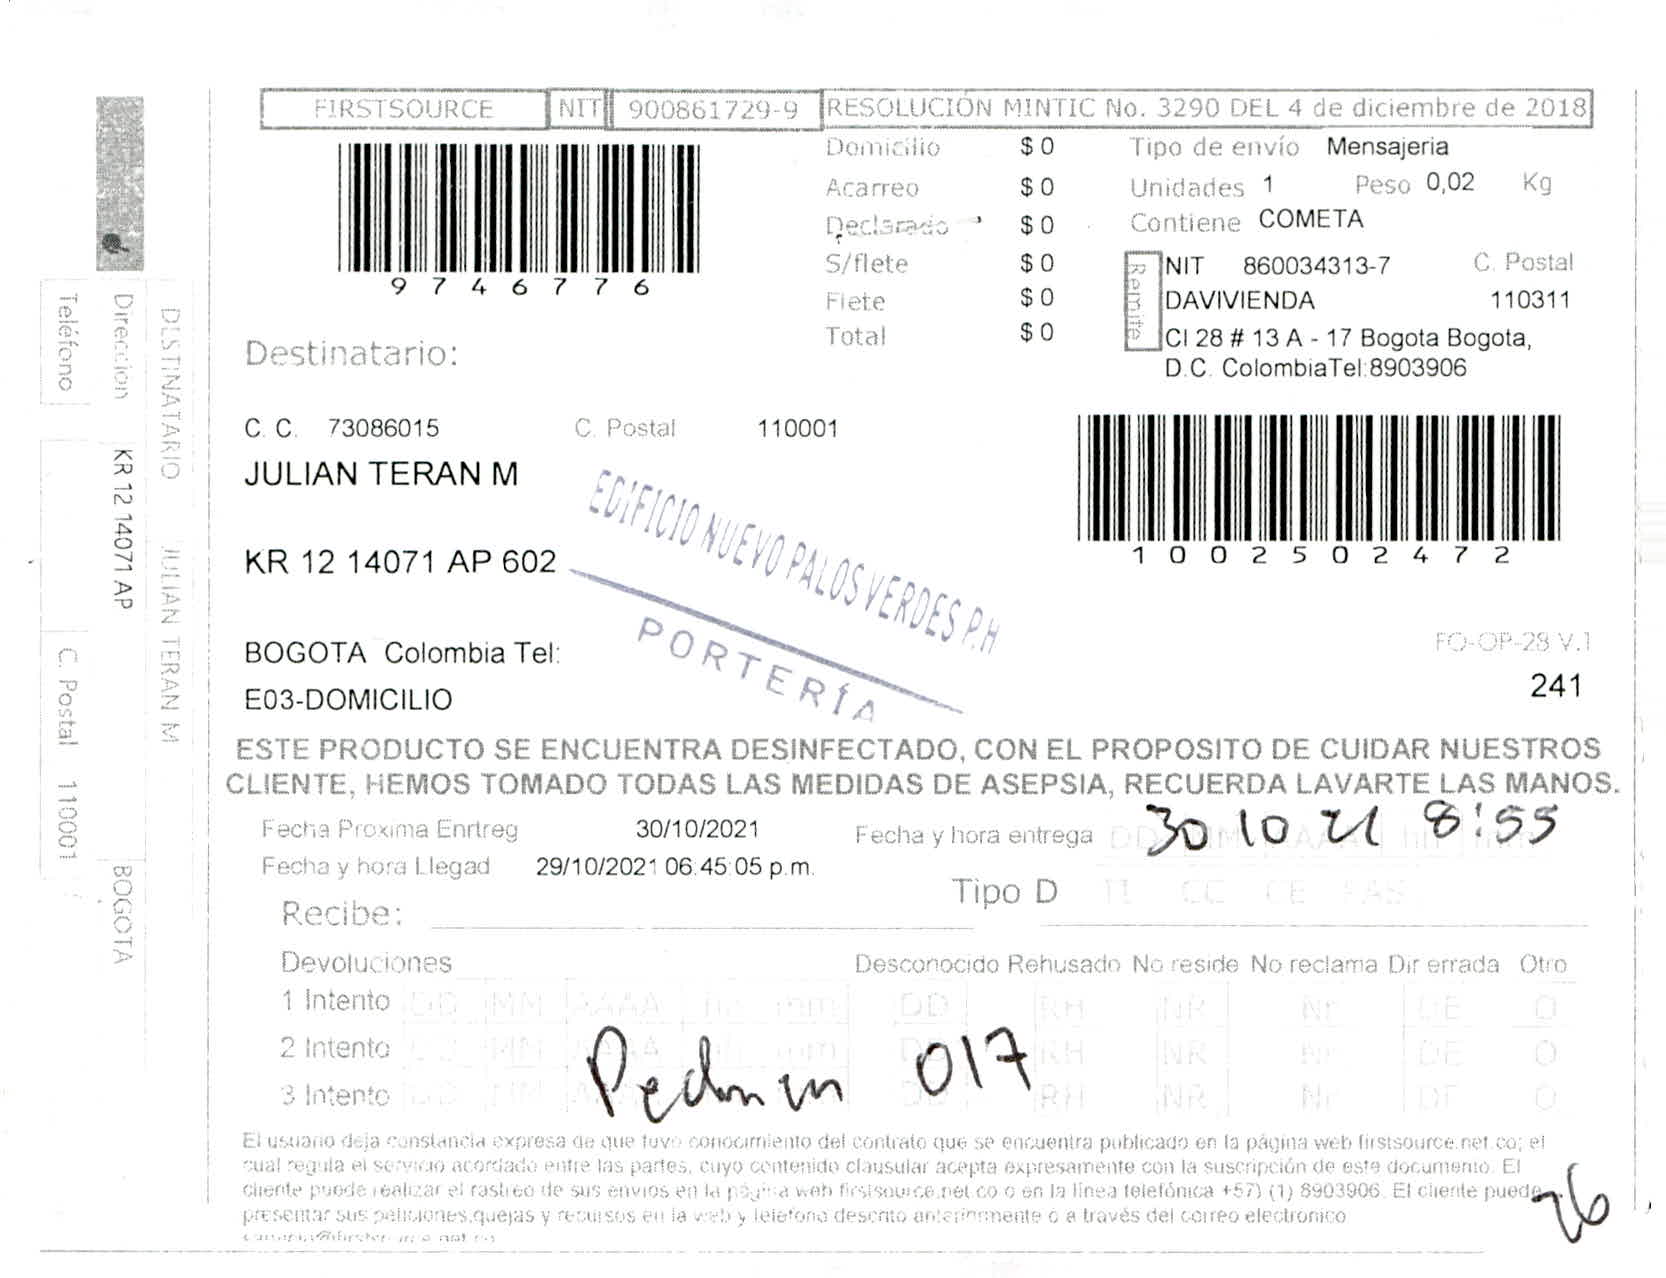 FIRSTSOURCE NIT 900861729-9 RESOLUCIÓN MINTIC No. 3290 DEL 4 de diciembre de 2018
97467776
Domicilio $ 0
Acarreo $ 0
Declarado $ 0
S/flete $ 0
Flete $ 0
Total $ 0
Tipo de envío Mensajeria
Unidades 1 Peso 0,02 Kg
Contiene COMETA
Remite
NIT 860034313-7 C. Postal
DAVIVIENDA 110311
Cl 28 # 13 A - 17 Bogota Bogota,
D.C. ColombiaTel:8903906
Destinatario:
C. C. 73086015 C. Postal 110001
JULIAN TERAN M
KR 12 14071 AP 602
BOGOTA Colombia Tel:
E03-DOMICILIO
EDIFICIO NUEVO PALOS VERDES P.H
PORTERÍA
1002502472
FO-OP-28 V.1
241
ESTE PRODUCTO SE ENCUENTRA DESINFECTADO, CON EL PROPOSITO DE CUIDAR NUESTROS
CLIENTE, HEMOS TOMADO TODAS LAS MEDIDAS DE ASEPSIA, RECUERDA LAVARTE LAS MANOS.
Fecha Proxima Enrtreg 30/10/2021
Fecha y hora entrega DD MM AAAA hh mm 30 10 21 8:55
Fecha y hora Llegad 29/10/2021 06:45:05 p.m.
Tipo D TI CC CE PAS
Recibe:
Devoluciones Desconocido Rehusado No reside No reclama Dir errada Otro
1 Intento DD MM AAAA hh mm DD RH NR Nr DE O
2 Intento DD MM AAAA hh mm DD RH NR Nr DE O
3 Intento DD MM AAAA hh mm DD RH NR Nr DE O
017
El usuario deja constancia expresa de que tuvo conocimiento del contrato que se encuentra publicado en la página web firstsource.net.co; el
cual regula el servicio acordado entre las partes, cuyo contenido clausular acepta expresamente con la suscripción de este documento. El
cliente puede realizar el rastreo de sus envios en la página web firstsource.net.co o en la línea telefónica +57) (1) 8903906. El cliente puede
presentar sus peticiones,quejas y recursos en la web y telefono descrito anteriormente o a través del correo electronico
26
DESTINATARIO JULIAN TERAN M
Dirección KR 12 14071 AP BOGOTA
Teléfono C. Postal 110001